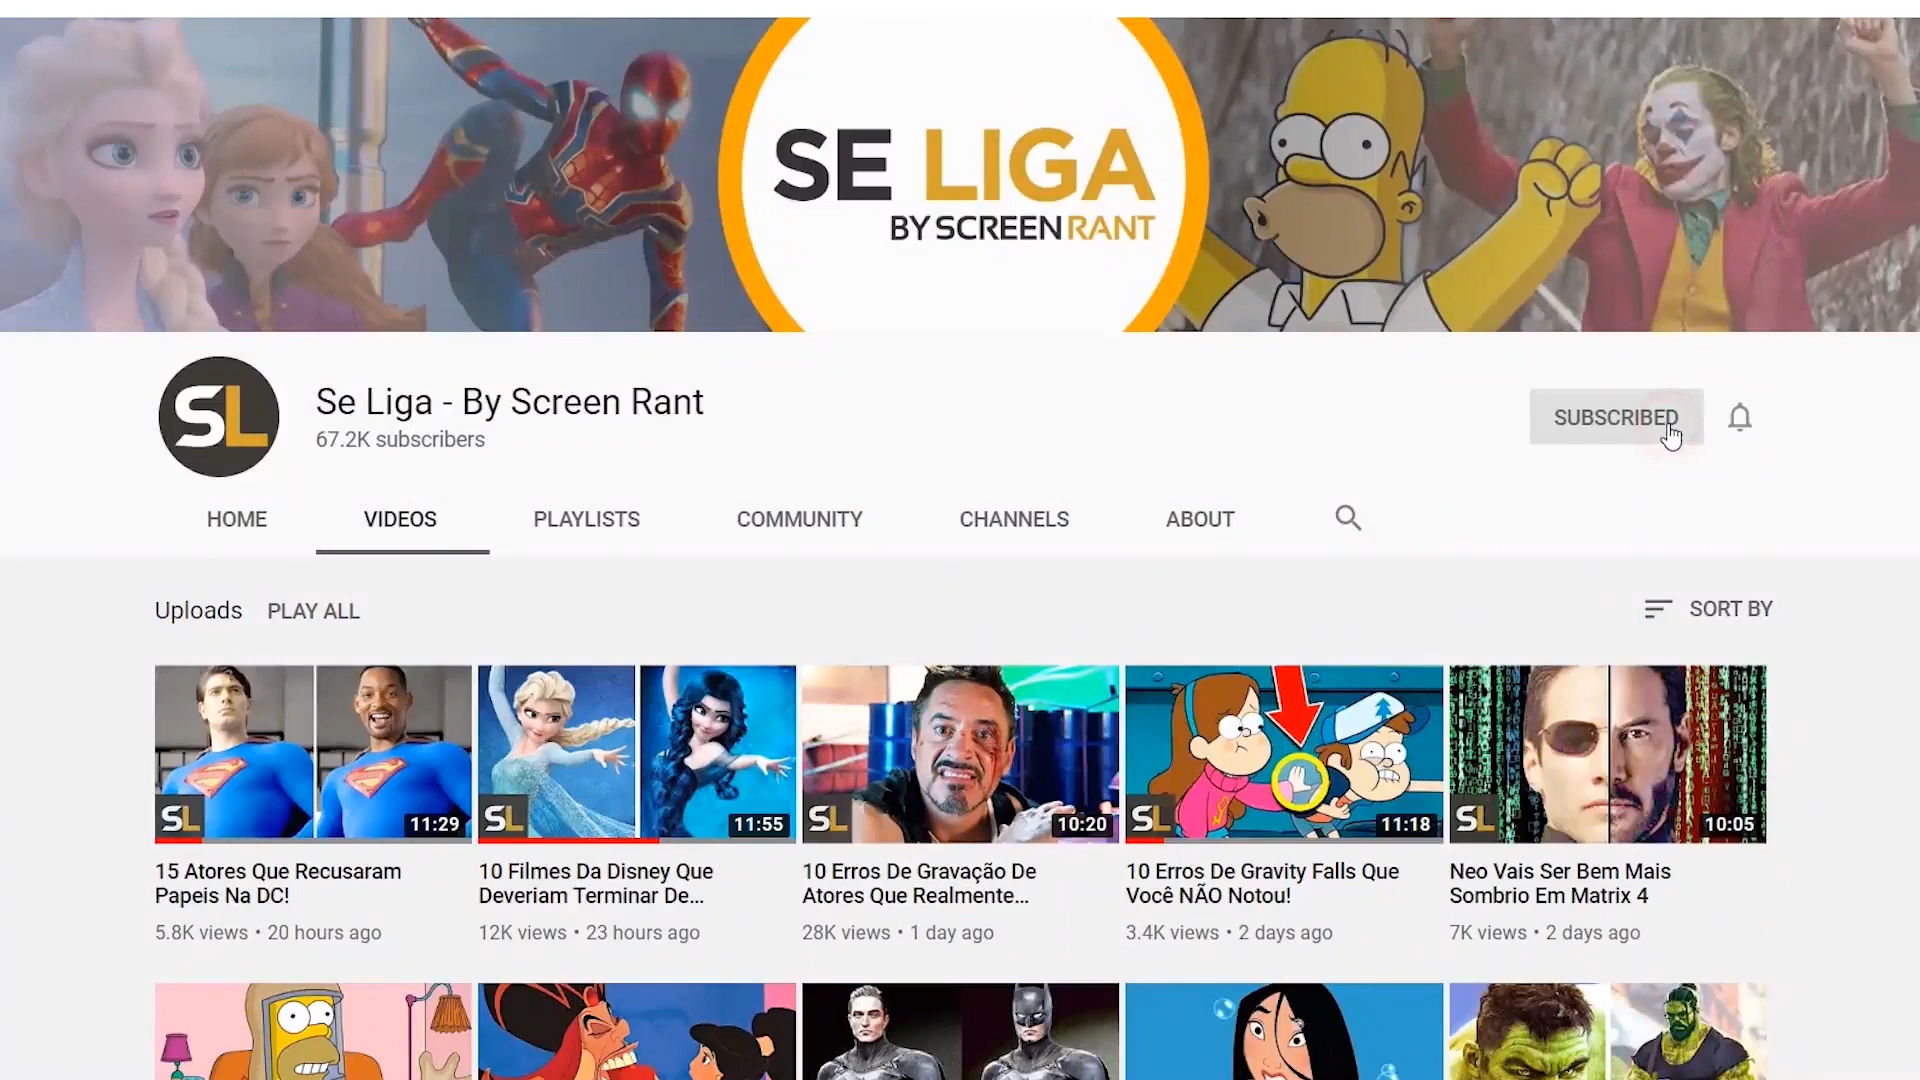 SE LIGA
BY SCREEN RANT
SL
Se Liga - By Screen Rant
67.2K subscribers
SUBSCRIBED
HOME
VIDEOS
PLAYLISTS
COMMUNITY
CHANNELS
ABOUT
Uploads
PLAY ALL
SORT BY
SL
11:29
SL
11:55
SL
10:20
SL
11:18
SL
10:05
15 Atores Que Recusaram
Papeis Na DC!
5.8K views • 20 hours ago
10 Filmes Da Disney Que
Deveriam Terminar De...
12K views • 23 hours ago
10 Erros De Gravação De
Atores Que Realmente...
28K views • 1 day ago
10 Erros De Gravity Falls Que
Você NÃO Notou!
3.4K views • 2 days ago
Neo Vais Ser Bem Mais
Sombrio Em Matrix 4
7K views • 2 days ago